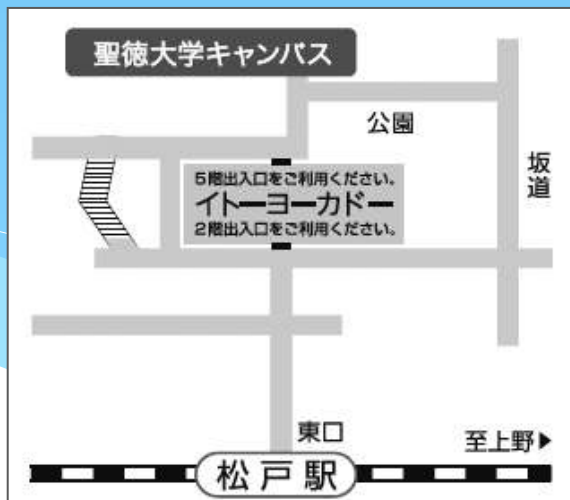 聖徳大学キャンパス
公園
坂道
5階出入口をご利用ください。
イトーヨーカドー
2階出入口をご利用ください。
東口
至上野▶
松戸駅